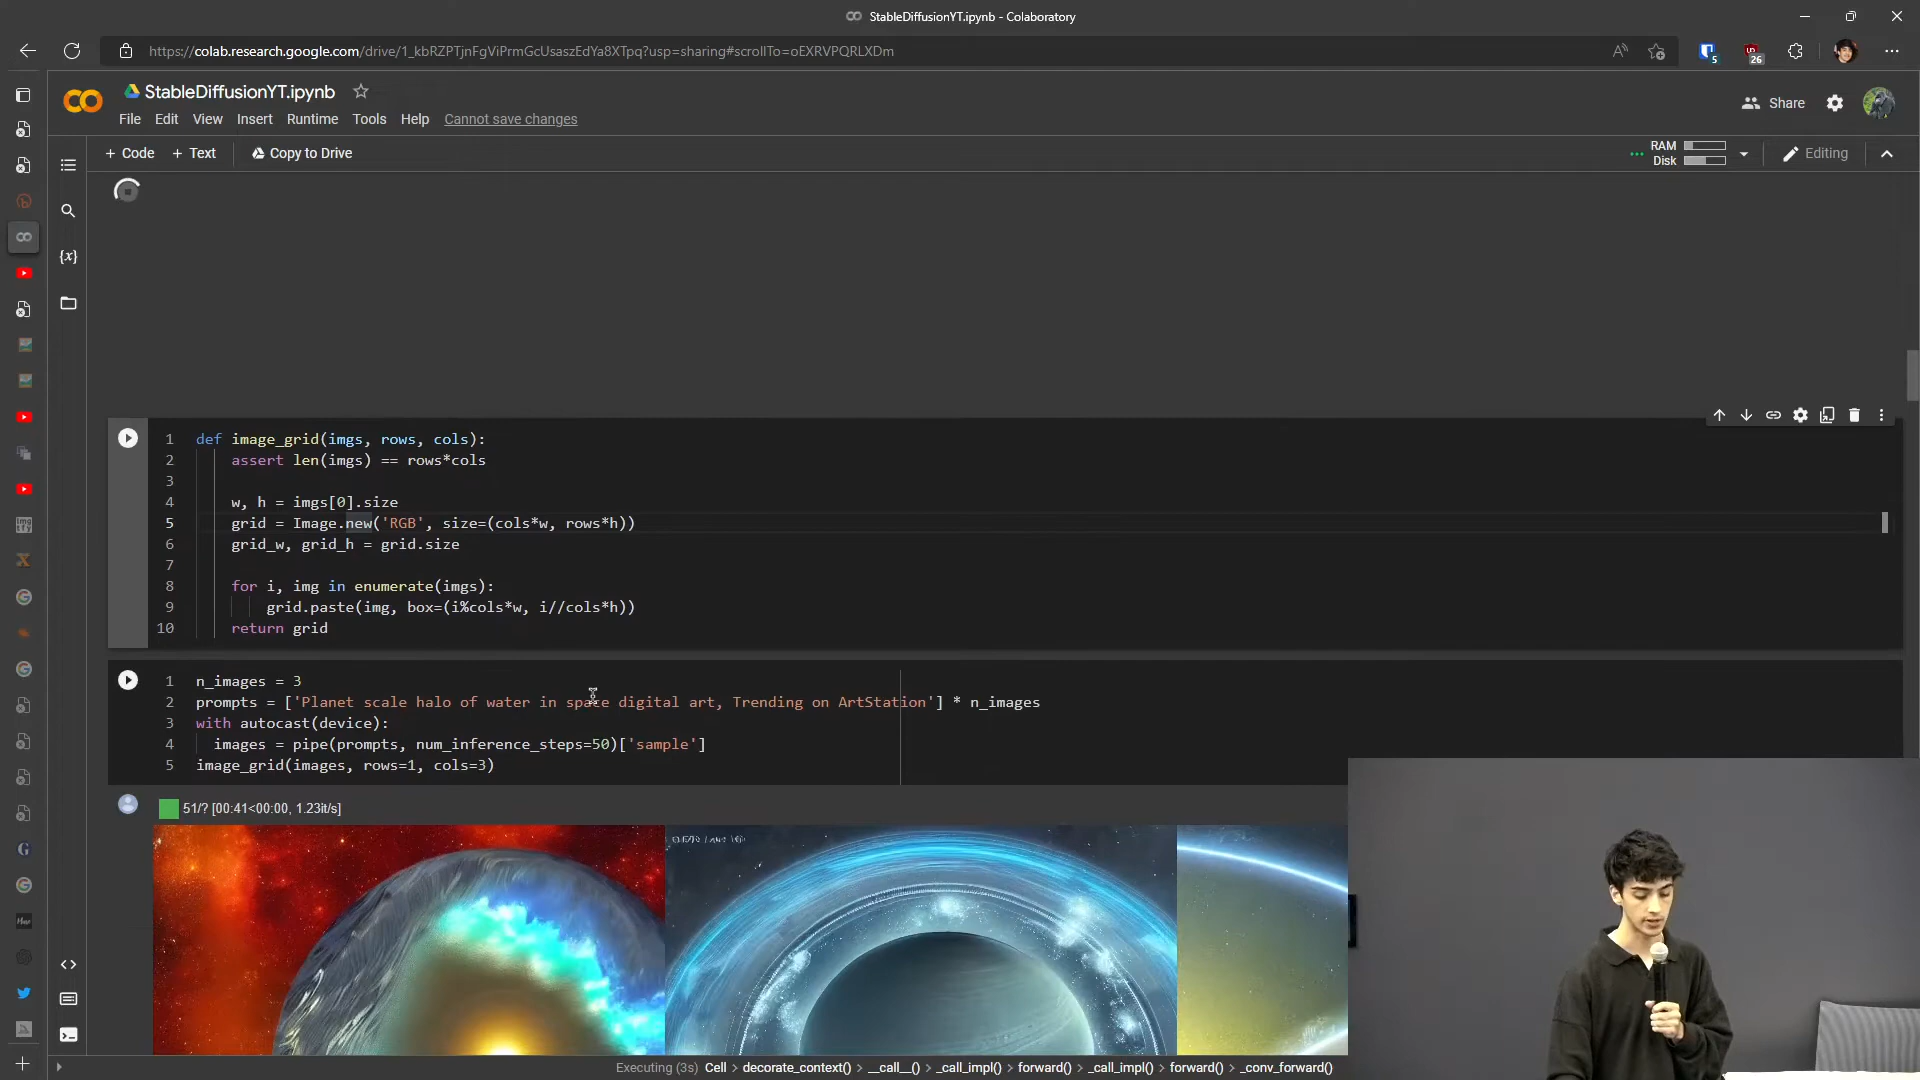 StableDiffusionYT.ipynb - Colaboratory
https://colab.research.google.com/drive/1_kbRZPTjnFgViPrmGcUsaszEdYa8XTpq?usp=sharing#scrollTo=oEXRVPQRLXDm
5
26
StableDiffusionYT.ipynb
Share
File Edit View Insert Runtime Tools Help Cannot save changes
+ Code + Text Copy to Drive
RAM
Disk
Editing
{x}
1 def image_grid(imgs, rows, cols):
2 assert len(imgs) == rows*cols
3
4 w, h = imgs[0].size
5 grid = Image.new('RGB', size=(cols*w, rows*h))
6 grid_w, grid_h = grid.size
7
8 for i, img in enumerate(imgs):
9 grid.paste(img, box=(i%cols*w, i//cols*h))
10 return grid
1 n_images = 3
2 prompts = ['Planet scale halo of water in space digital art, Trending on ArtStation'] * n_images
3 with autocast(device):
4 images = pipe(prompts, num_inference_steps=50)['sample']
5 image_grid(images, rows=1, cols=3)
51/? [00:41<00:00, 1.23it/s]
Executing (3s) Cell > decorate_context() > __call__() > _call_impl() > forward() > _call_impl() > forward() > _conv_forward()